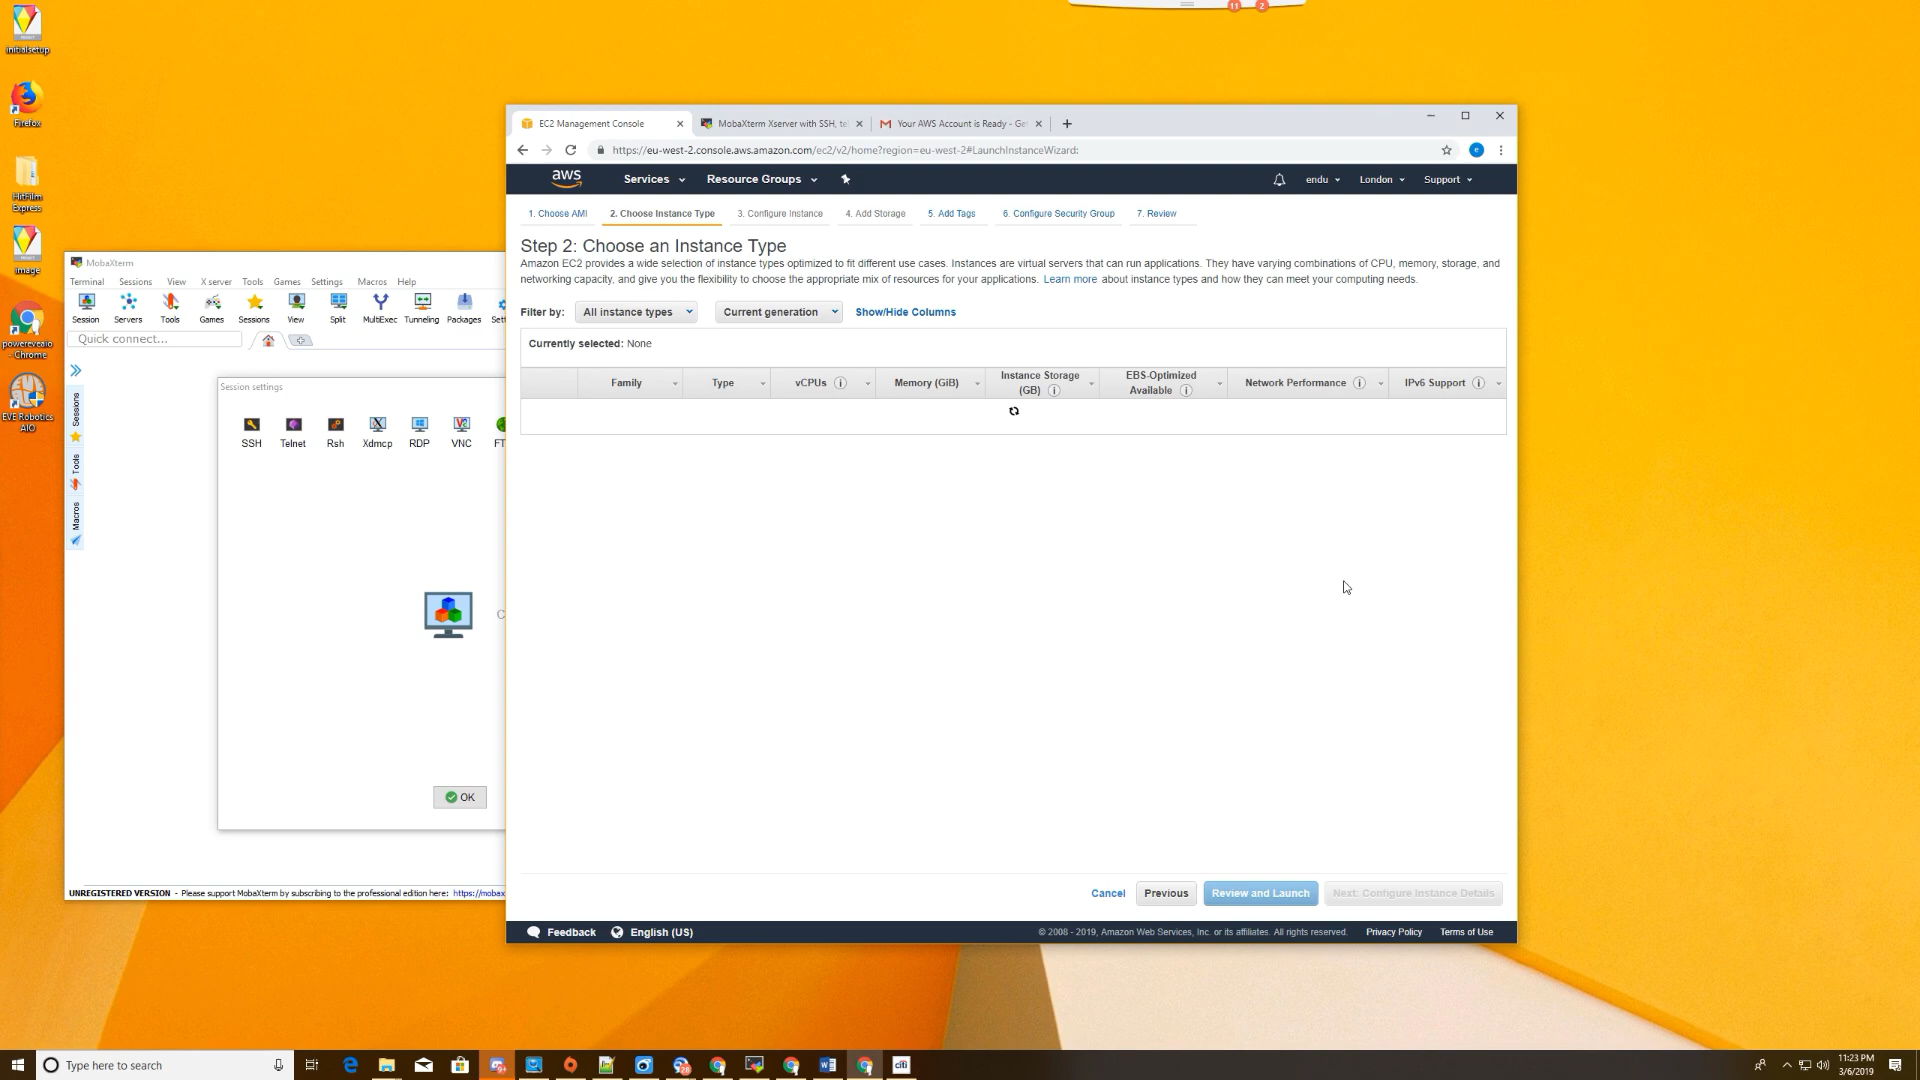 initialsetup
Firefox
HitFilm
Express
image
powereveaio
- Chrome
EVE Robotics
AIO
11
2
MobaXterm
Terminal Sessions View X server Tools Games Settings Macros Help
Session Servers Tools Games Sessions View Split MultiExec Tunneling Packages Sett
Quick connect...
Sessions
Tools
Macros
Session settings
SSH Telnet Rsh Xdmcp RDP VNC FT
C
OK
UNREGISTERED VERSION - Please support MobaXterm by subscribing to the professional edition here: https://mobax
EC2 Management Console
MobaXterm Xserver with SSH, te
Your AWS Account is Ready - Ge
https://eu-west-2.console.aws.amazon.com/ec2/v2/home?region=eu-west-2#LaunchInstanceWizard:
e
aws Services Resource Groups endu London Support
1. Choose AMI 2. Choose Instance Type 3. Configure Instance 4. Add Storage 5. Add Tags 6. Configure Security Group 7. Review
Step 2: Choose an Instance Type
Amazon EC2 provides a wide selection of instance types optimized to fit different use cases. Instances are virtual servers that can run applications. They have varying combinations of CPU, memory, storage, and
networking capacity, and give you the flexibility to choose the appropriate mix of resources for your applications. Learn more about instance types and how they can meet your computing needs.
Filter by: All instance types Current generation Show/Hide Columns
Currently selected: None
Family Type vCPUs Memory (GiB) Instance Storage (GB) EBS-Optimized Available Network Performance IPv6 Support
Cancel Previous Review and Launch Next: Configure Instance Details
Feedback English (US) © 2008 - 2019, Amazon Web Services, Inc. or its affiliates. All rights reserved. Privacy Policy Terms of Use
Type here to search
citi
11:23 PM
3/6/2019